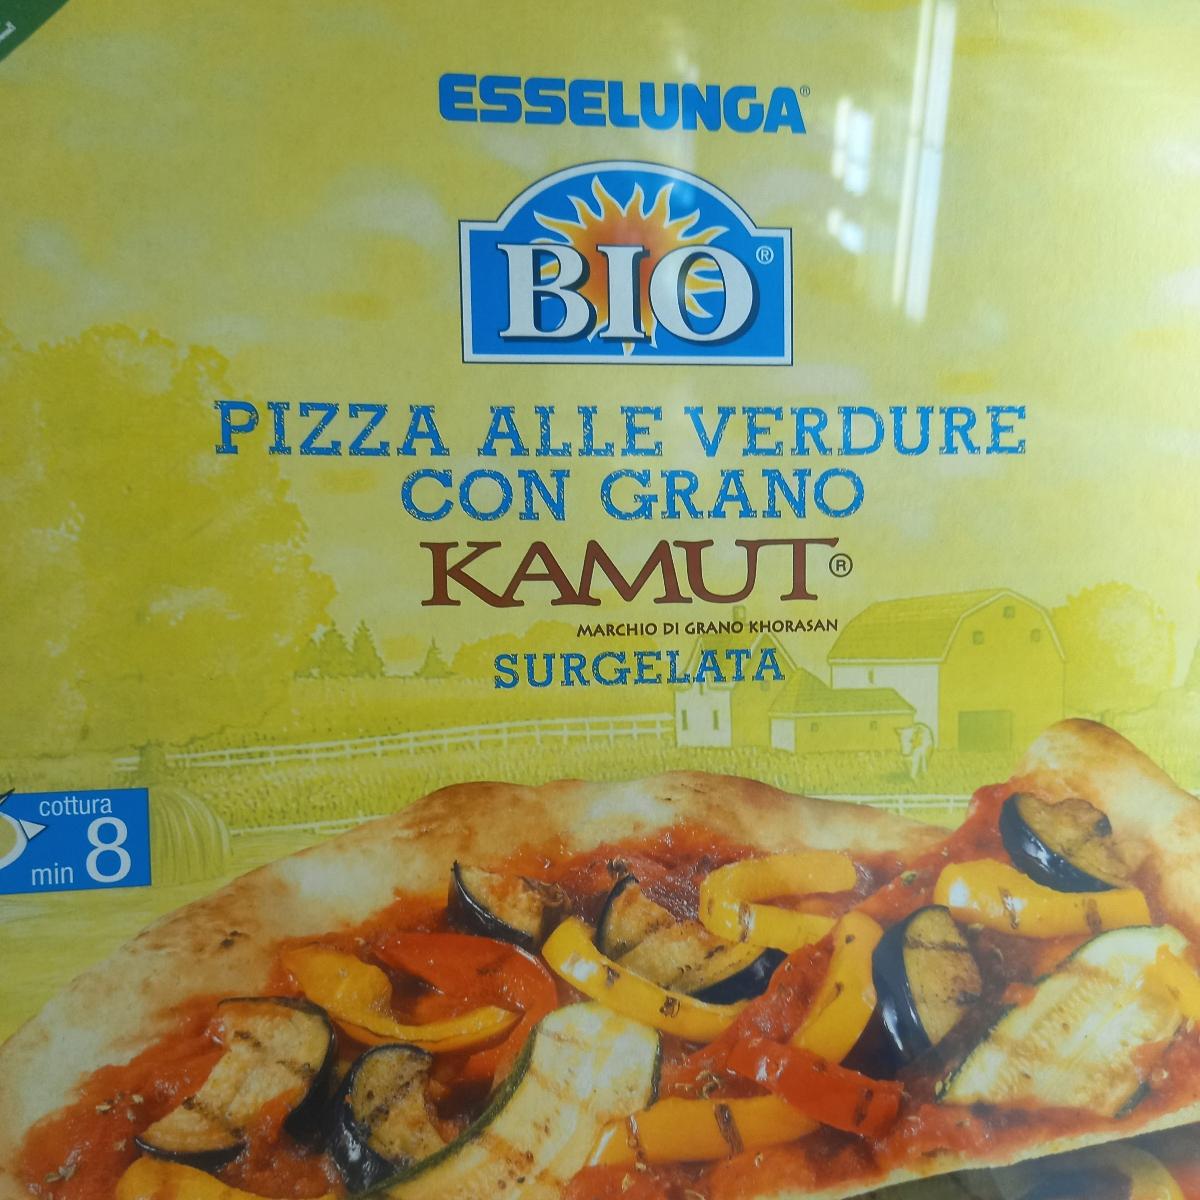 ESSELUNGA®
BIO®
PIZZA ALLE VERDURE
CON GRANO
KAMUT®
MARCHIO DI GRANO KHORASAN
SURGELATA
cottura
min 8